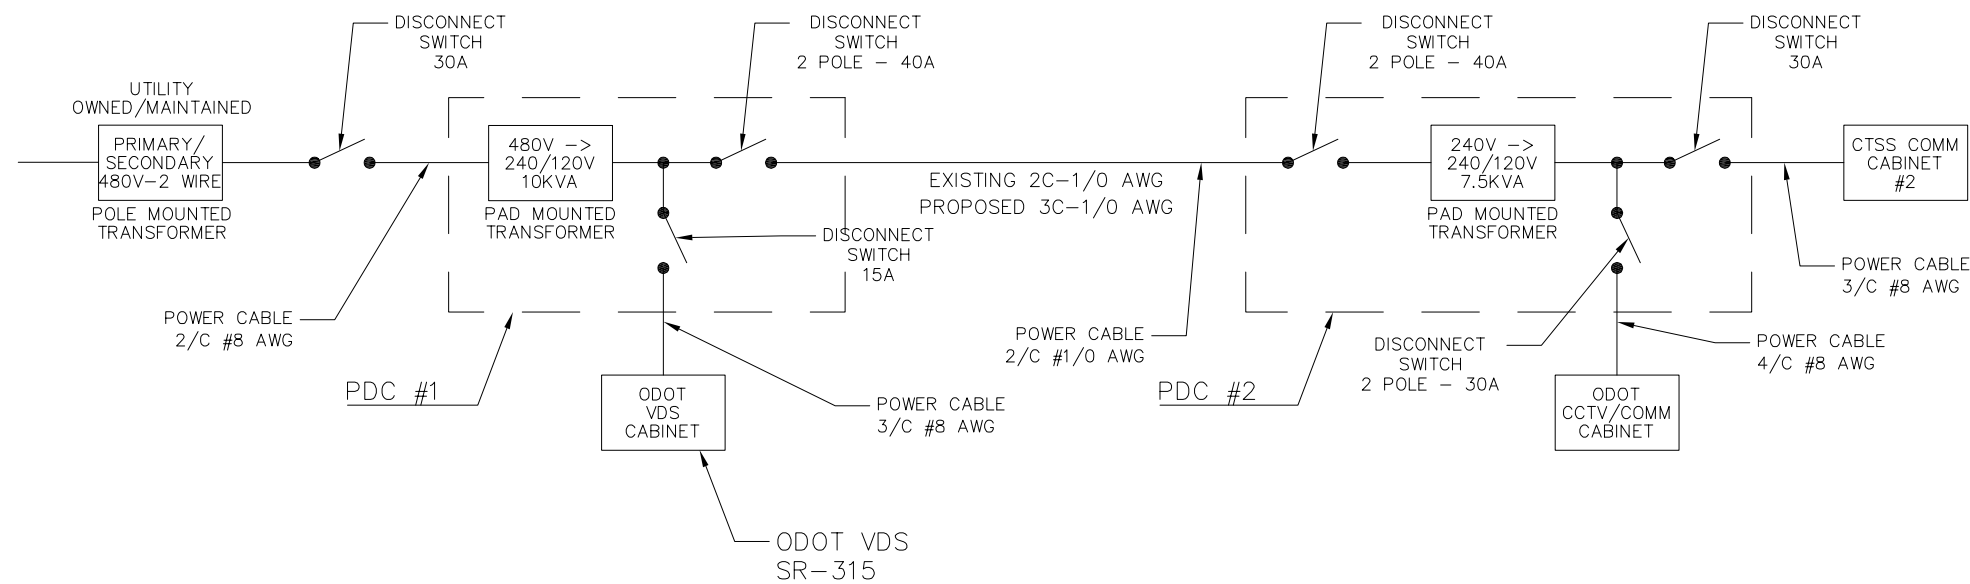 DISCONNECT
SWITCH
30A
DISCONNECT
SWITCH
2 POLE - 40A
DISCONNECT
SWITCH
2 POLE - 40A
DISCONNECT
SWITCH
30A
UTILITY
OWNED/MAINTAINED
PRIMARY/
SECONDARY
480V-2 WIRE
POLE MOUNTED
TRANSFORMER
480V ->
240/120V
10KVA
PAD MOUNTED
TRANSFORMER
EXISTING 2C-1/0 AWG
PROPOSED 3C-1/0 AWG
240V ->
240/120V
7.5KVA
PAD MOUNTED
TRANSFORMER
CTSS COMM
CABINET
#2
DISCONNECT
SWITCH
15A
POWER CABLE
3/C #8 AWG
POWER CABLE
2/C #8 AWG
POWER CABLE
2/C #1/0 AWG
DISCONNECT
SWITCH
2 POLE - 30A
POWER CABLE
4/C #8 AWG
PDC #1
ODOT
VDS
CABINET
POWER CABLE
3/C #8 AWG
PDC #2
ODOT
CCTV/COMM
CABINET
ODOT VDS
SR-315